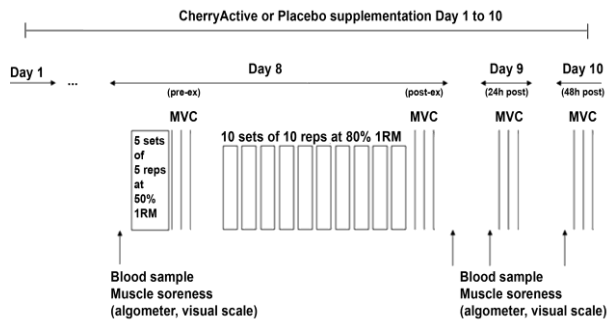 CherryActive or Placebo supplementation Day 1 to 10
Day 1
...
Day 8
Day 9
Day 10
(pre-ex)
(post-ex)
(24h post)
(48h post)
MVC
MVC
MVC
MVC
5 sets
of
5 reps
at
50%
1RM
10 sets of 10 reps at 80% 1RM
Blood sample
Muscle soreness
(algometer, visual scale)
Blood sample
Muscle soreness
(algometer, visual scale)